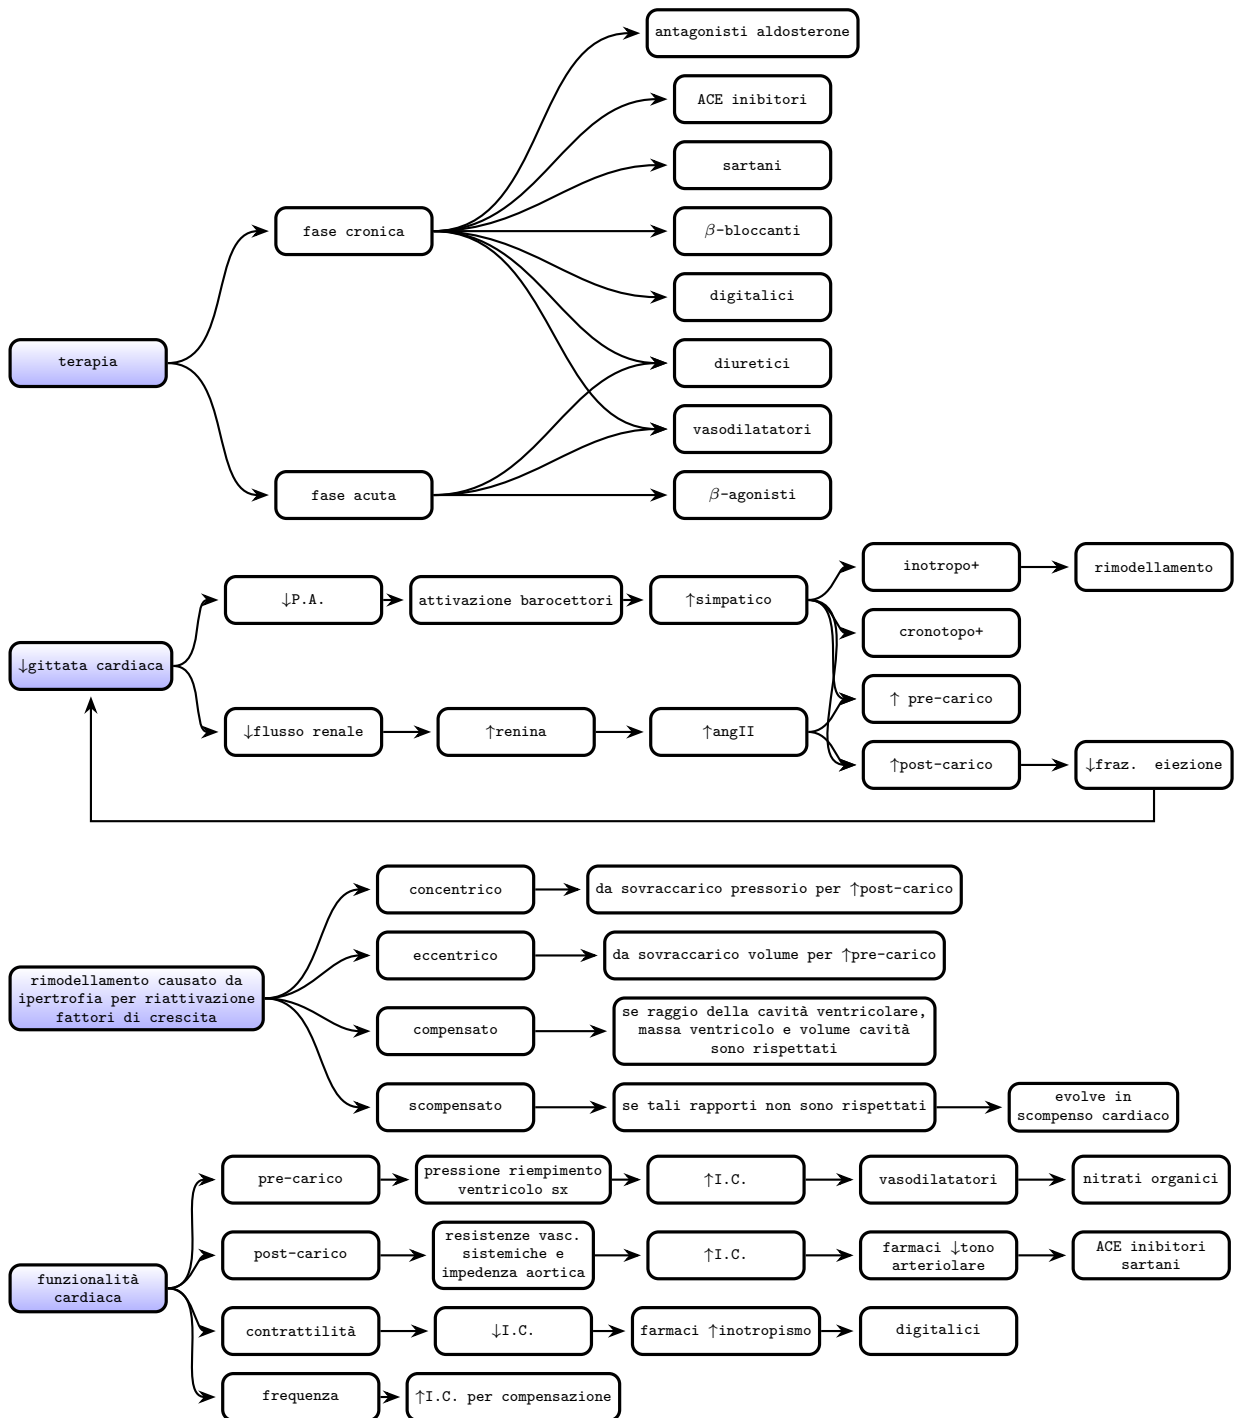 antagonisti aldosterone
ACE inibitori
sartani
fase cronica
β-bloccanti
digitalici
terapia
diuretici
vasodilatatori
fase acuta
β-agonisti
inotropo+
rimodellamento
↓P.A.
attivazione barocettori
↑simpatico
cronotopo+
↓gittata cardiaca
↑ pre-carico
↓flusso renale
↑renina
↑angII
↑post-carico
↓fraz. eiezione
concentrico
da sovraccarico pressorio per ↑post-carico
eccentrico
da sovraccarico volume per ↑pre-carico
rimodellamento causato da
ipertrofia per riattivazione
fattori di crescita
compensato
se raggio della cavità ventricolare,
massa ventricolo e volume cavità
sono rispettati
scompensato
se tali rapporti non sono rispettati
evolve in
scompenso cardiaco
pre-carico
pressione riempimento
ventricolo sx
↑I.C.
vasodilatatori
nitrati organici
post-carico
resistenze vasc.
sistemiche e
impedenza aortica
↑I.C.
farmaci ↓tono
arteriolare
ACE inibitori
sartani
funzionalità
cardiaca
contrattilità
↓I.C.
farmaci ↑inotropismo
digitalici
frequenza
↑I.C. per compensazione